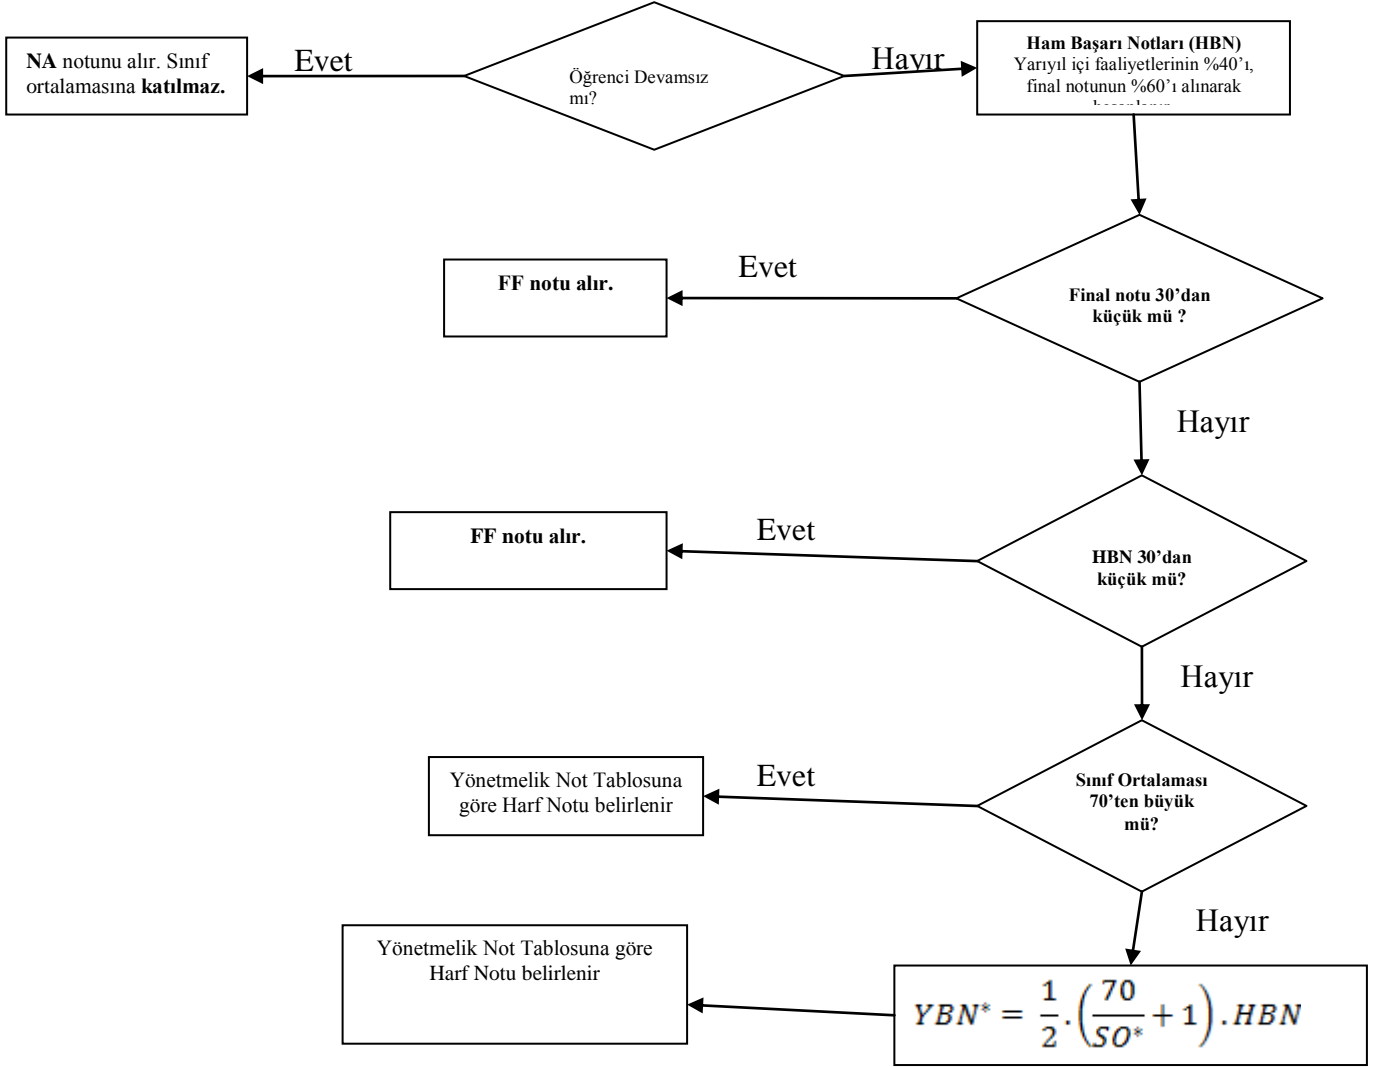 NA notunu alır. Sınıf
ortalamasına katılmaz.
Evet
Öğrenci Devamsız
mı?
Hayır
Ham Başarı Notları (HBN)
Yarıyıl içi faaliyetlerinin %40’ı,
final notunun %60’ı alınarak
Final notu 30’dan
küçük mü ?
Evet
FF notu alır.
Hayır
HBN 30’dan
küçük mü?
Evet
FF notu alır.
Hayır
Sınıf Ortalaması
70’ten büyük
mü?
Evet
Yönetmelik Not Tablosuna
göre Harf Notu belirlenir
Hayır
YBN* = 1/2 . (70/SO* + 1) . HBN
Yönetmelik Not Tablosuna göre
Harf Notu belirlenir